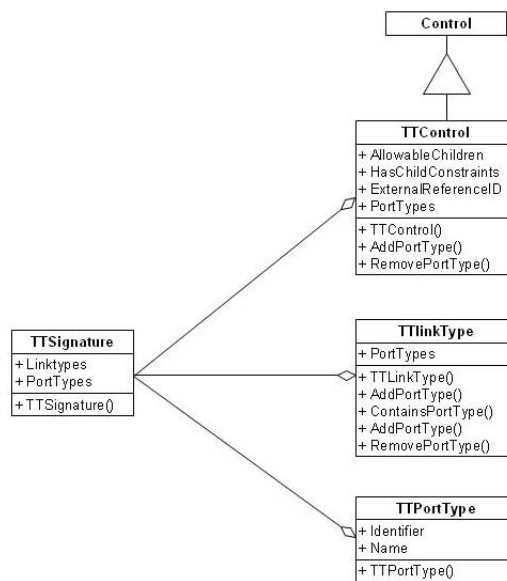 Control
TTControl
+ AllowableChildren
+ HasChildConstraints
+ ExternalReferenceID
+ PortTypes
+ TTControl()
+ AddPortType()
+ RemovePortType()
TTSignature
+ Linktypes
+ PortTypes
+ TTSignature()
TTlinkType
+ PortTypes
+ TTLinkType()
+ AddPortType()
+ ContainsPortType()
+ AddPortType()
+ RemovePortType()
TTPortType
+ Identifier
+ Name
+ TTPortType()